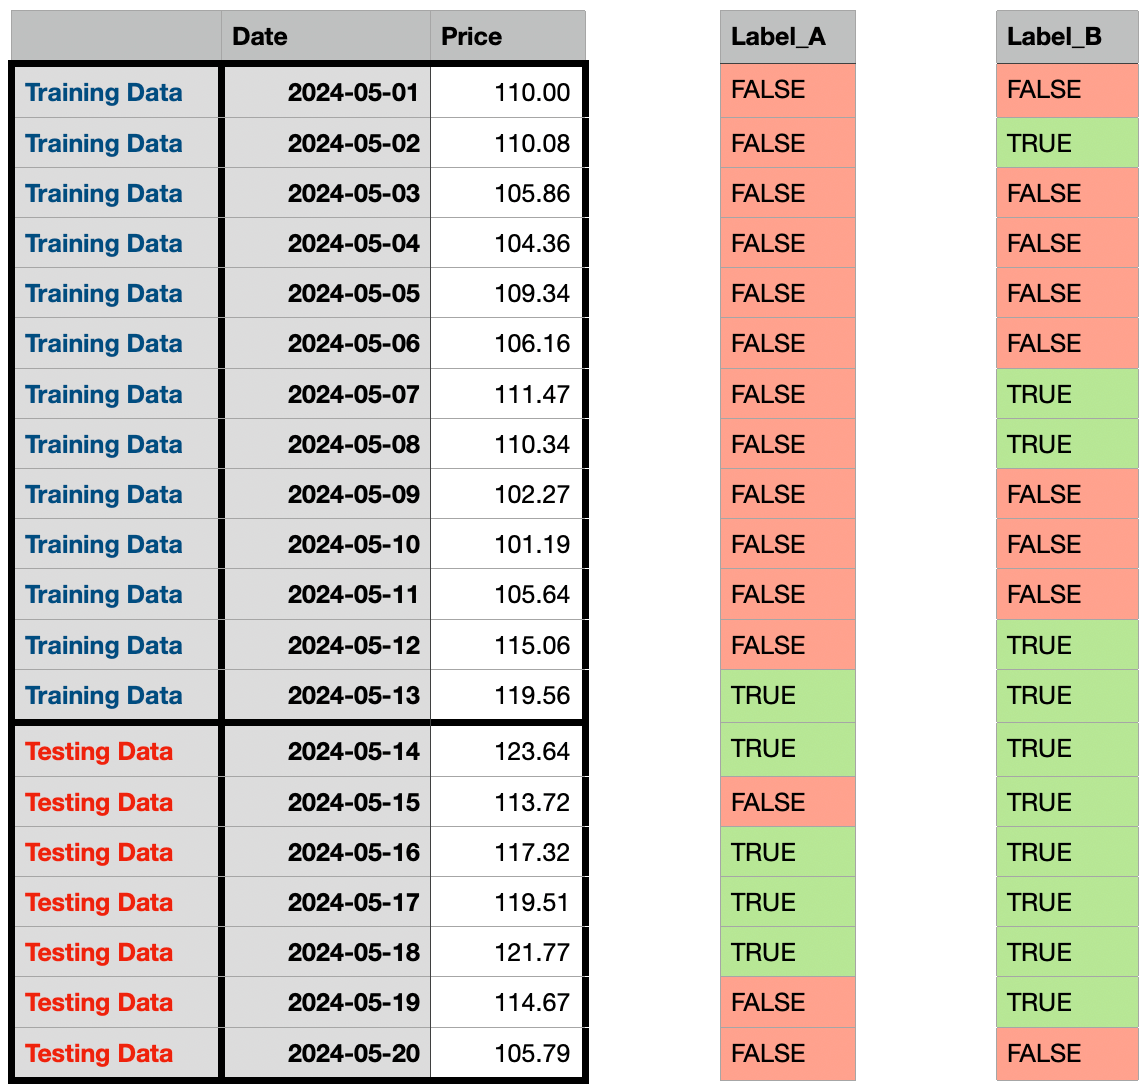 Date Price Label_A Label_B
Training Data 2024-05-01 110.00 FALSE FALSE
Training Data 2024-05-02 110.08 FALSE TRUE
Training Data 2024-05-03 105.86 FALSE FALSE
Training Data 2024-05-04 104.36 FALSE FALSE
Training Data 2024-05-05 109.34 FALSE FALSE
Training Data 2024-05-06 106.16 FALSE FALSE
Training Data 2024-05-07 111.47 FALSE TRUE
Training Data 2024-05-08 110.34 FALSE TRUE
Training Data 2024-05-09 102.27 FALSE FALSE
Training Data 2024-05-10 101.19 FALSE FALSE
Training Data 2024-05-11 105.64 FALSE FALSE
Training Data 2024-05-12 115.06 FALSE TRUE
Training Data 2024-05-13 119.56 TRUE TRUE
Testing Data 2024-05-14 123.64 TRUE TRUE
Testing Data 2024-05-15 113.72 FALSE TRUE
Testing Data 2024-05-16 117.32 TRUE TRUE
Testing Data 2024-05-17 119.51 TRUE TRUE
Testing Data 2024-05-18 121.77 TRUE TRUE
Testing Data 2024-05-19 114.67 FALSE TRUE
Testing Data 2024-05-20 105.79 FALSE FALSE